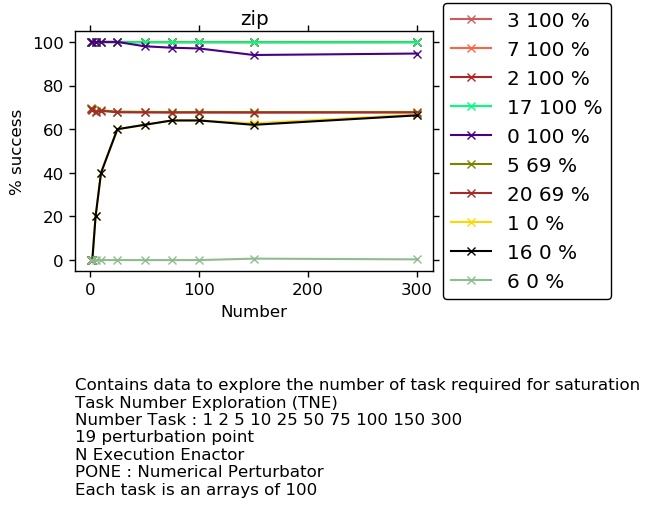 zip
% success
100
80
60
40
20
0
0
100
200
300
Number
3 100 %
7 100 %
2 100 %
17 100 %
0 100 %
5 69 %
20 69 %
1 0 %
16 0 %
6 0 %
Contains data to explore the number of task required for saturation
Task Number Exploration (TNE)
Number Task : 1 2 5 10 25 50 75 100 150 300
19 perturbation point
N Execution Enactor
PONE : Numerical Perturbator
Each task is an arrays of 100